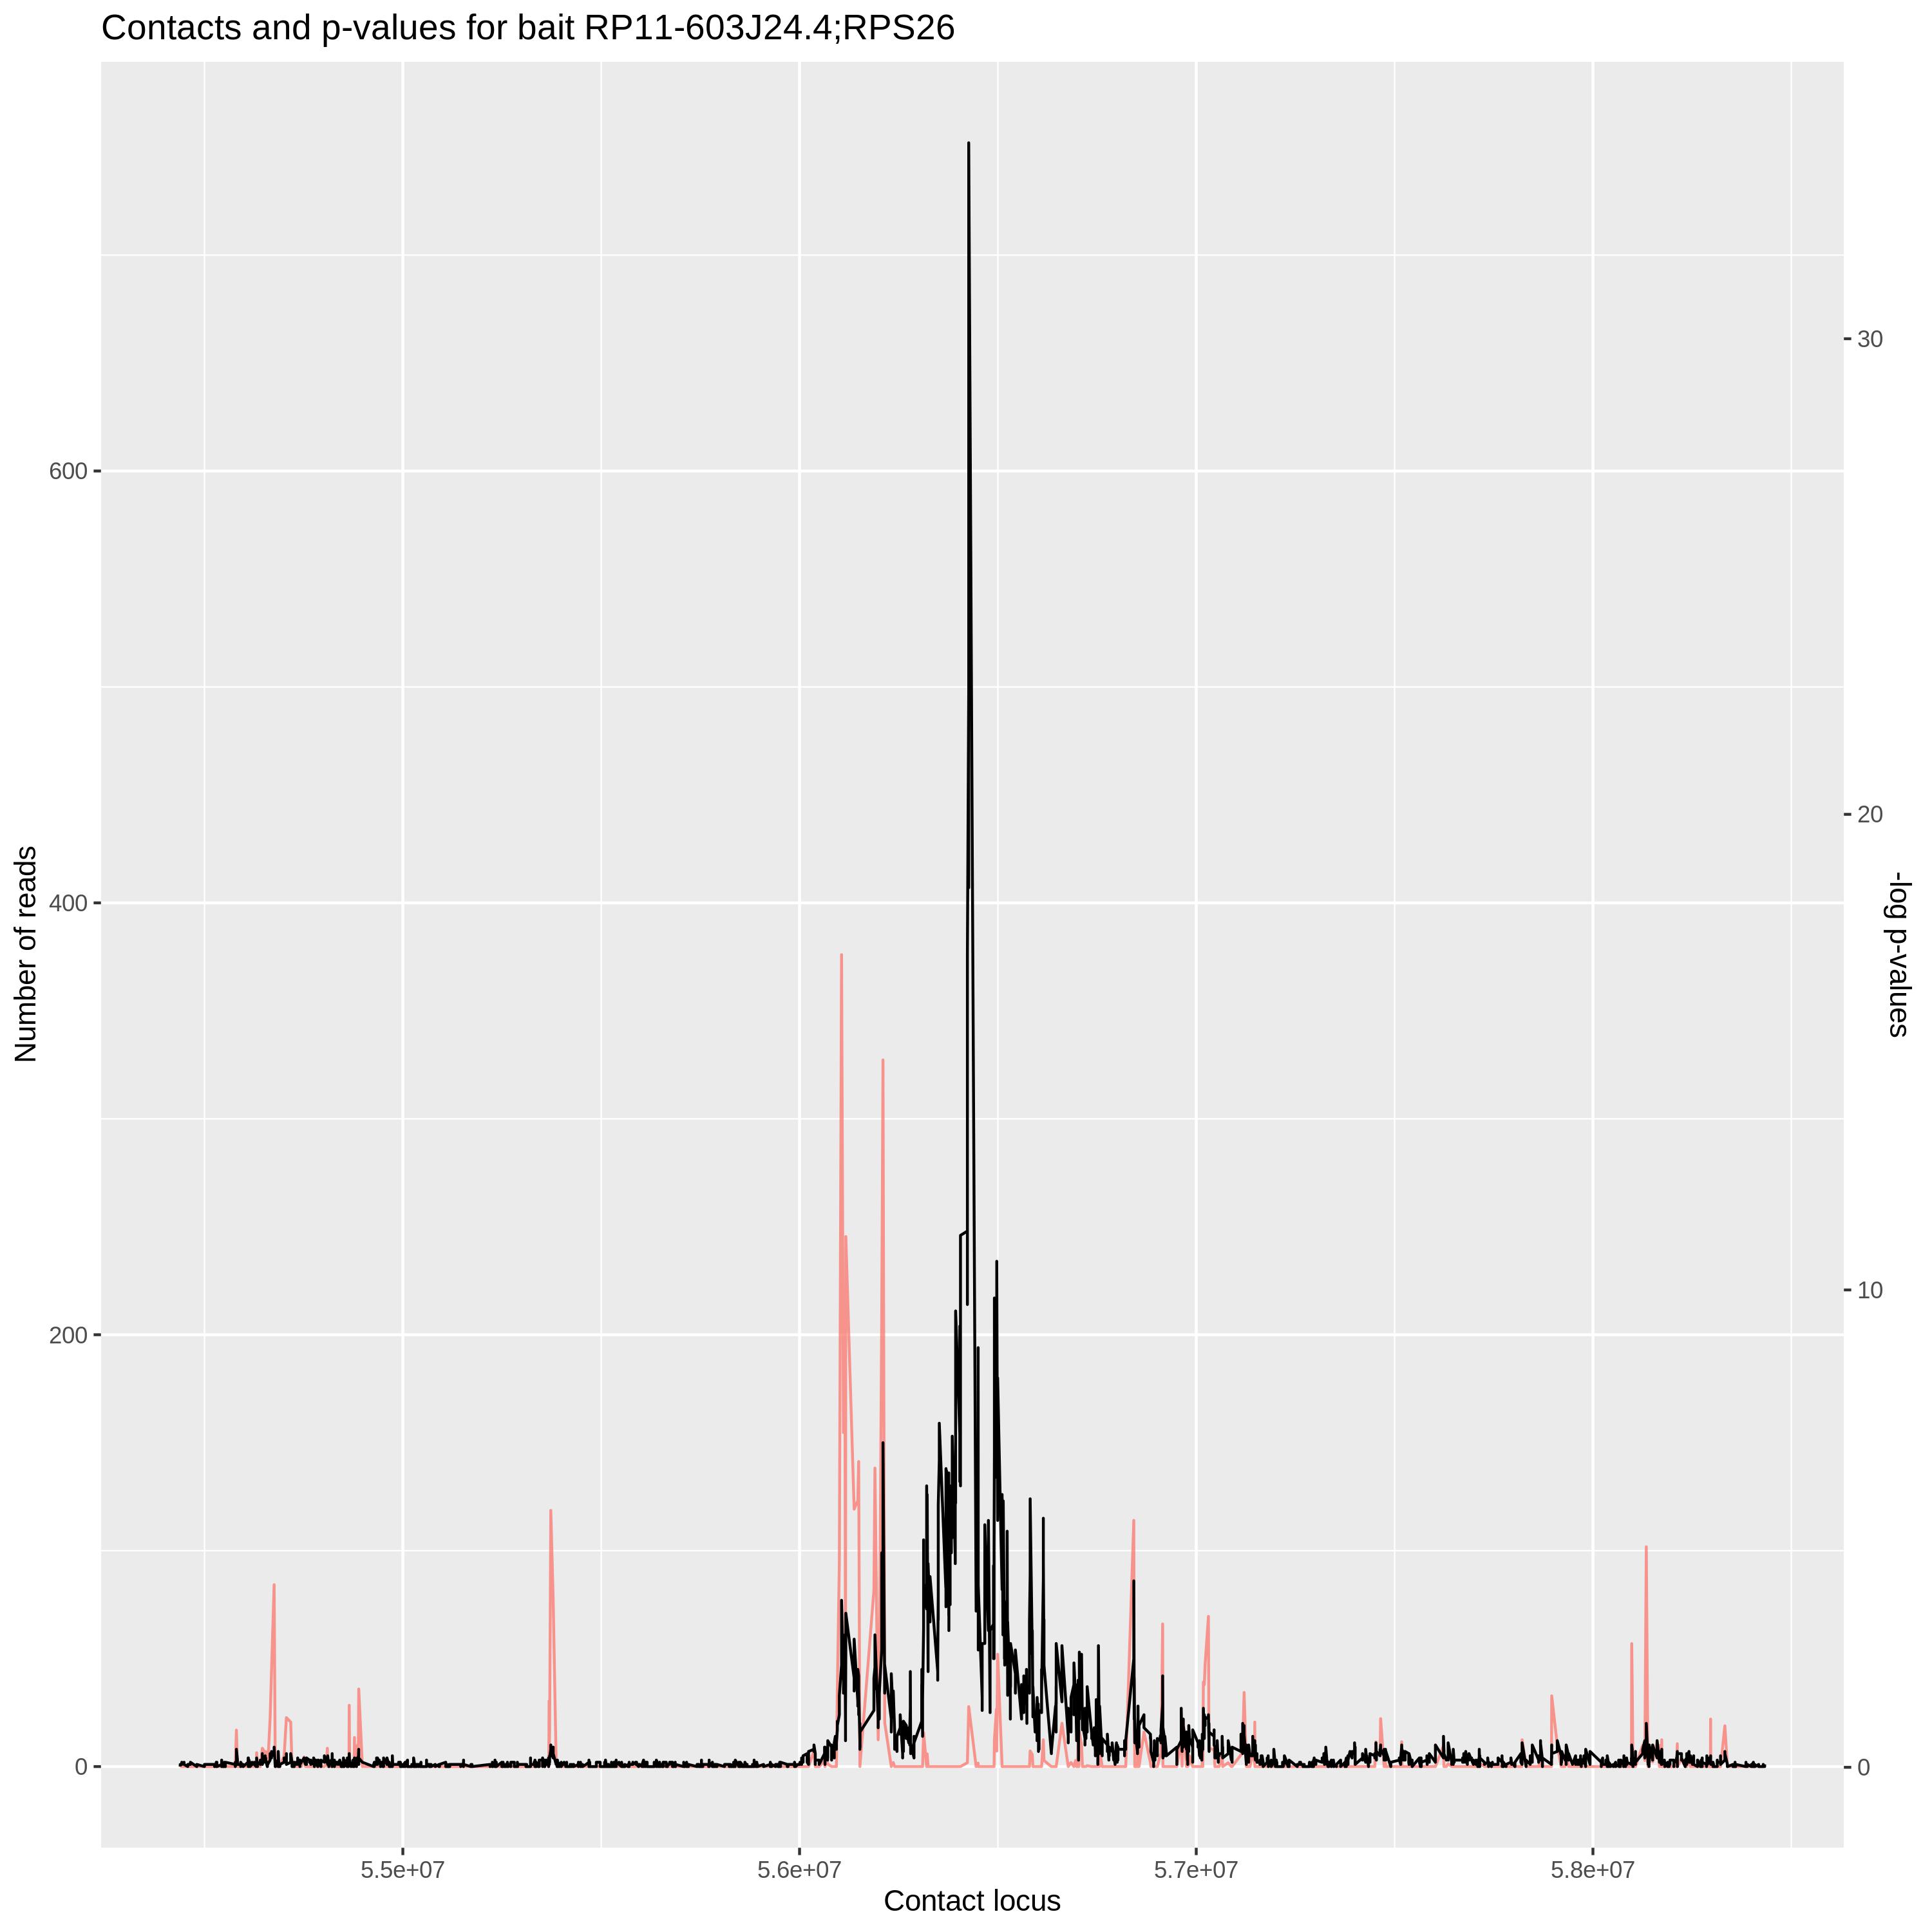 Contacts and p-values for bait RP11-603J24.4;RPS26
Number of reads
600
400
200
0
30
20
10
0
-log p-values
5.5e+07
5.6e+07
5.7e+07
5.8e+07
Contact locus